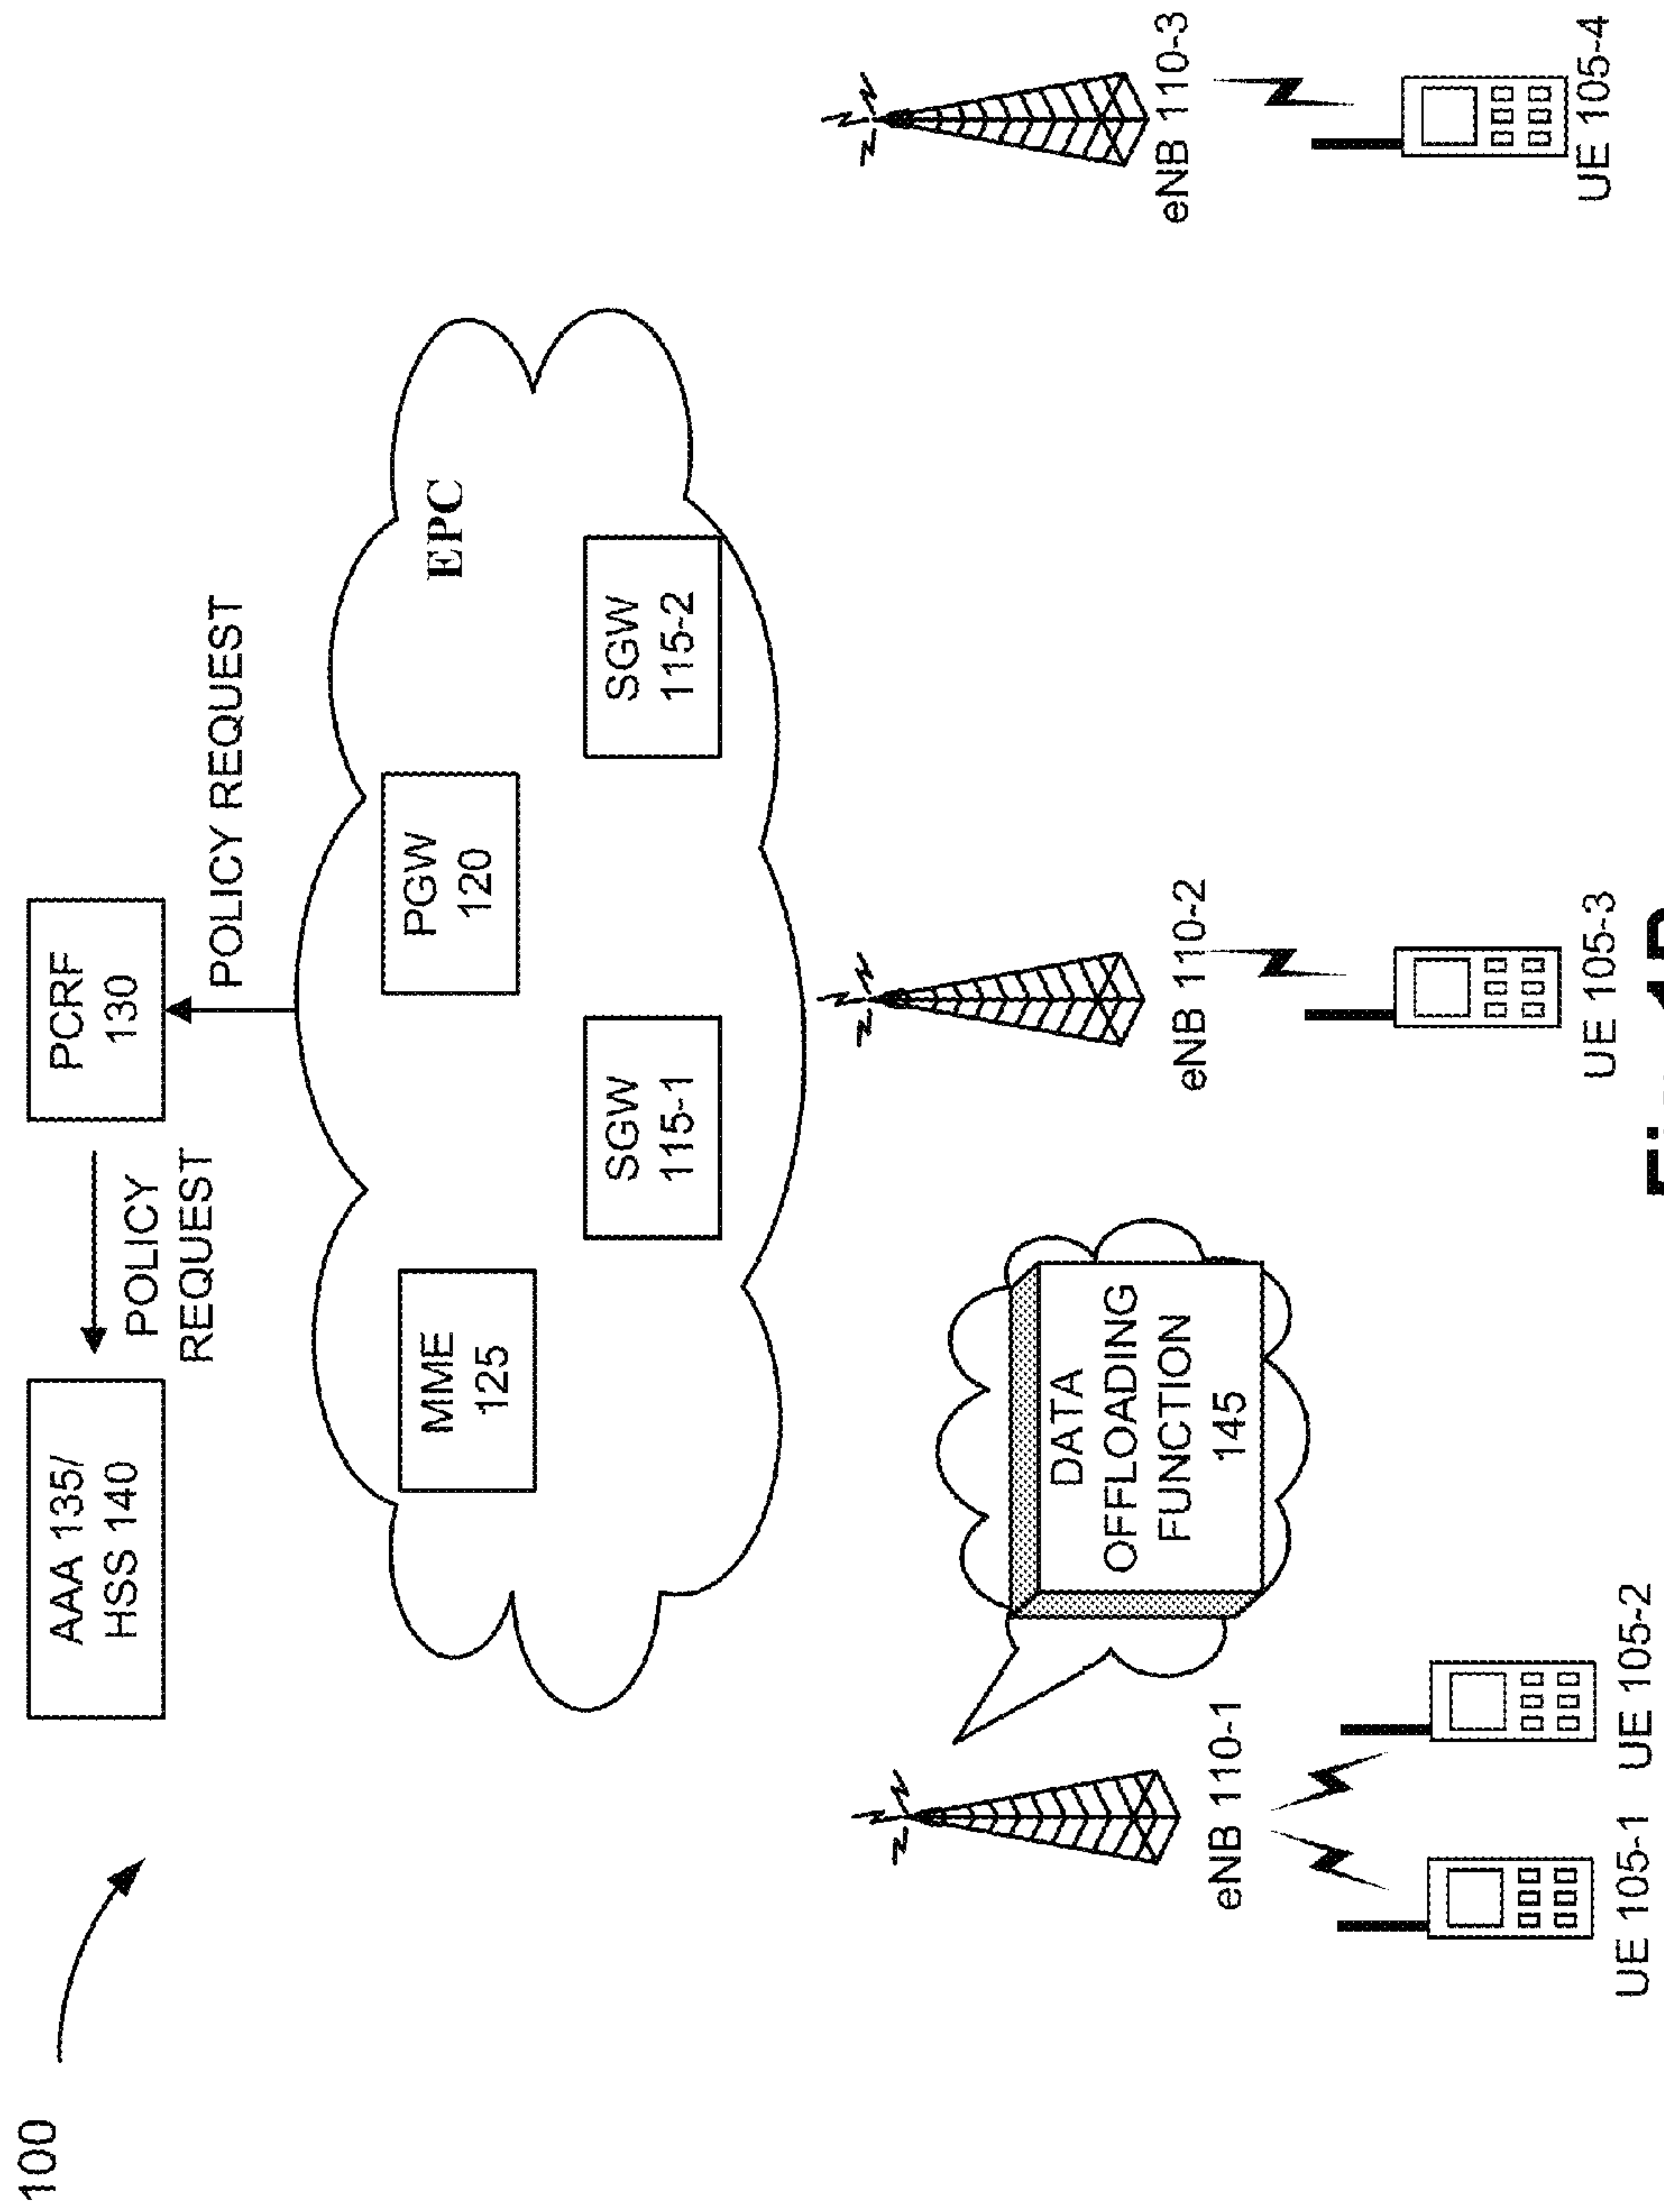 100
AAA 135/
HSS 140
POLICY
REQUEST
PCRF
130
POLICY REQUEST
MME
125
SGW
115-1
PGW
120
SGW
115-2
EPC
DATA
OFFLOADING
FUNCTION
145
eNB 110-1
eNB 110-2
eNB 110-3
UE 105-1
UE 105-2
UE 105-3
UE 105-4